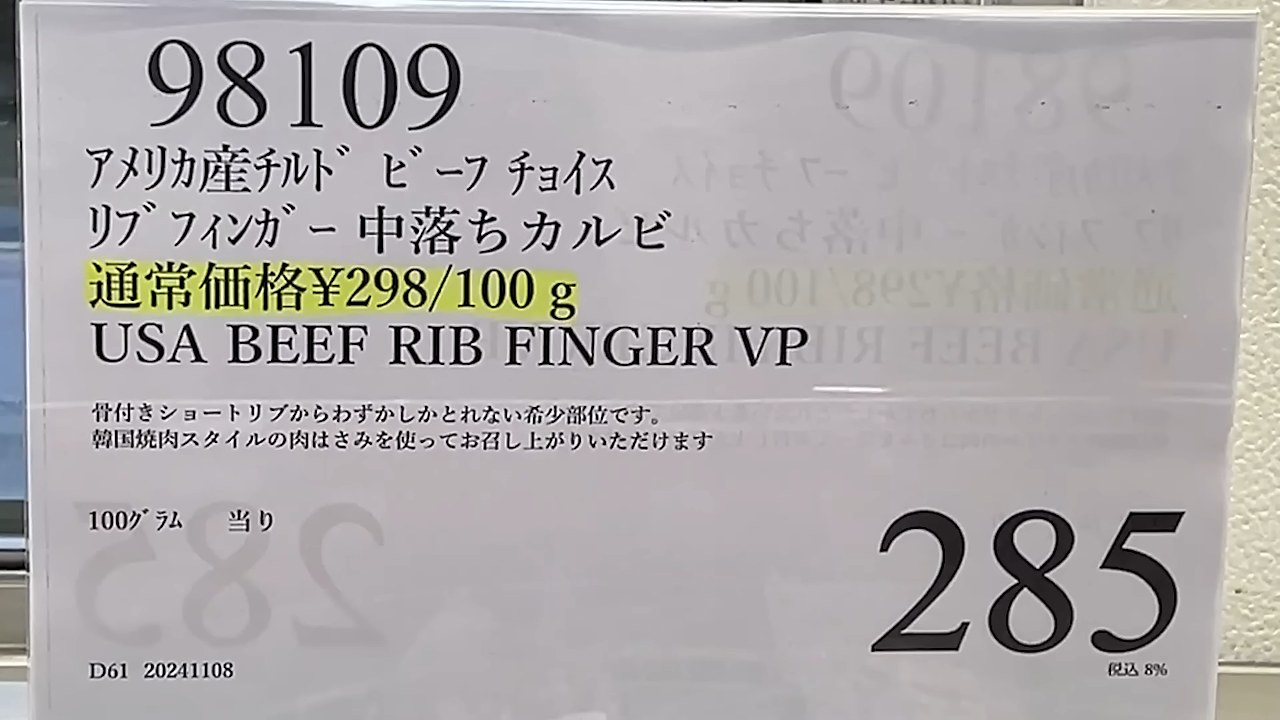 98109
ｱﾒﾘｶ産ﾁﾙﾄﾞ ﾋﾞｰﾌ ﾁｮｲｽ
ﾘﾌﾞﾌｨﾝｶﾞｰ 中落ちカルビ
通常価格¥298/100ｇ
USA BEEF RIB FINGER VP
骨付きショートリブからわずかしかとれない希少部位です。
韓国焼肉スタイルの肉はさみを使ってお召し上がりいただけます
100ｸﾞﾗﾑ 当り
285
D61 20241108
税込 8%